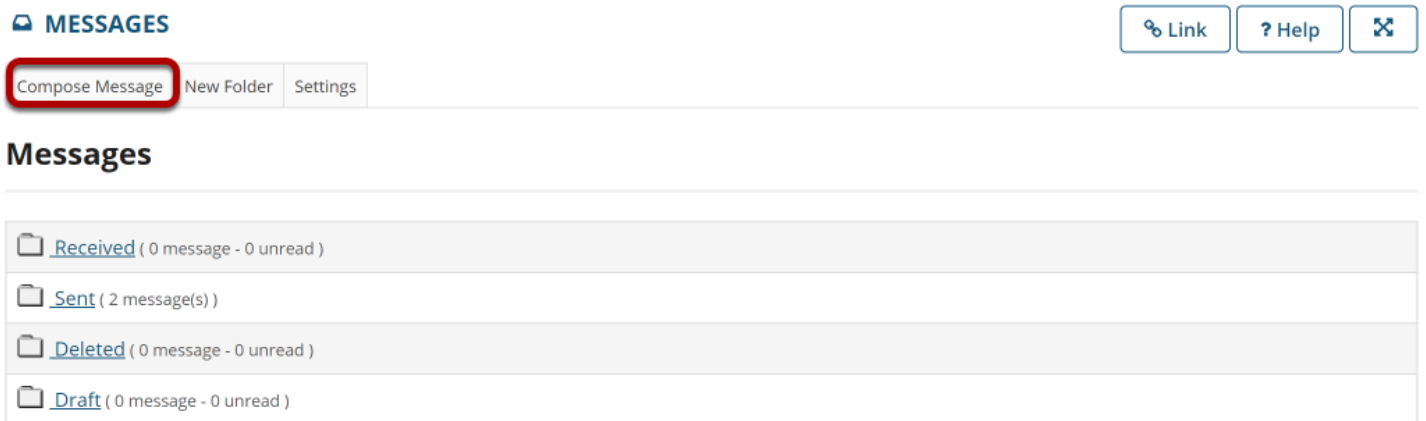 MESSAGES
Link
? Help
Compose Message New Folder Settings
Messages
Received ( 0 message - 0 unread )
Sent ( 2 message(s) )
Deleted ( 0 message - 0 unread )
Draft ( 0 message - 0 unread )